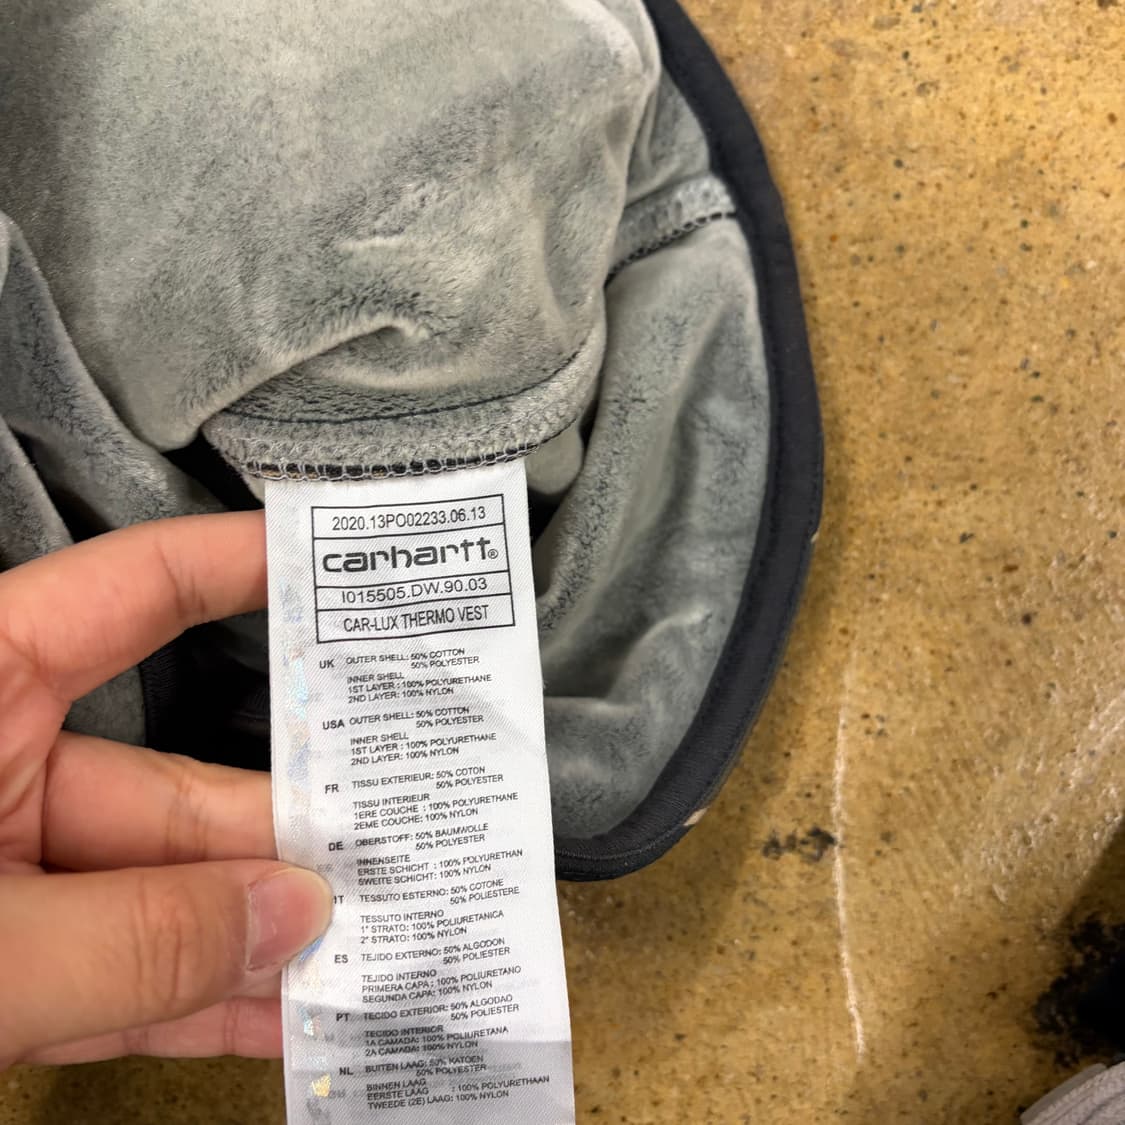 2020.13PO02233.06.13
carhartt®
I015505.DW.90.03
CAR-LUX THERMO VEST
UK OUTER SHELL: 50% COTTON
50% POLYESTER
INNER SHELL
1ST LAYER : 100% POLYURETHANE
2ND LAYER: 100% NYLON
USA OUTER SHELL: 50% COTTON
50% POLYESTER
INNER SHELL
1ST LAYER : 100% POLYURETHANE
2ND LAYER: 100% NYLON
FR TISSU EXTERIEUR: 50% COTON
50% POLYESTER
TISSU INTERIEUR
1ERE COUCHE : 100% POLYURETHANE
2EME COUCHE: 100% NYLON
DE OBERSTOFF: 50% BAUMWOLLE
50% POLYESTER
INNENSEITE
ERSTE SCHICHT : 100% POLYURETHAN
SWEITE SCHICHT: 100% NYLON
IT TESSUTO ESTERNO: 50% COTONE
50% POLIESTERE
TESSUTO INTERNO
1° STRATO: 100% POLIURETANICA
2° STRATO: 100% NYLON
ES TEJIDO EXTERNO: 50% ALGODON
50% POLIESTER
TEJIDO INTERNO
PRIMERA CAPA : 100% POLIURETANO
SEGUNDA CAPA: 100% NYLON
PT TECIDO EXTERIOR: 50% ALGODAO
50% POLIESTER
TECIDO INTERIOR
1A CAMADA: 100% POLIURETANA
2A CAMADA: 100% NYLON
NL BUITEN LAAG: 50% KATOEN
50% POLYESTER
BINNEN LAAG
EERSTE LAAG : 100% POLYURETHAAN
TWEEDE (2E) LAAG: 100% NYLON